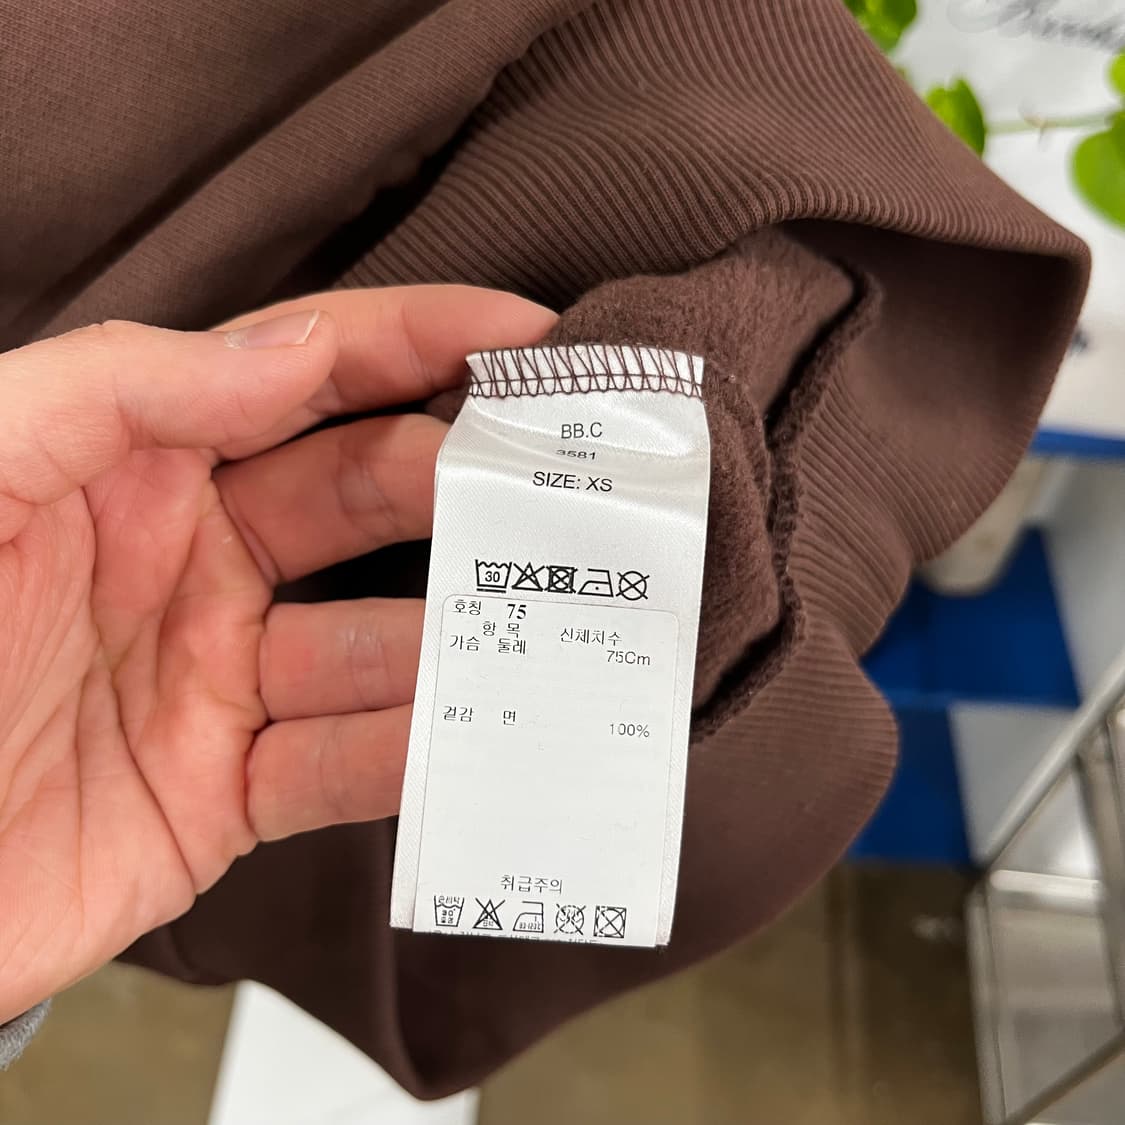 BB.C
3581
SIZE: XS
30
호칭 75
항 목 신체치수
가슴 둘레 75Cm
겉감 면 100%
취급주의